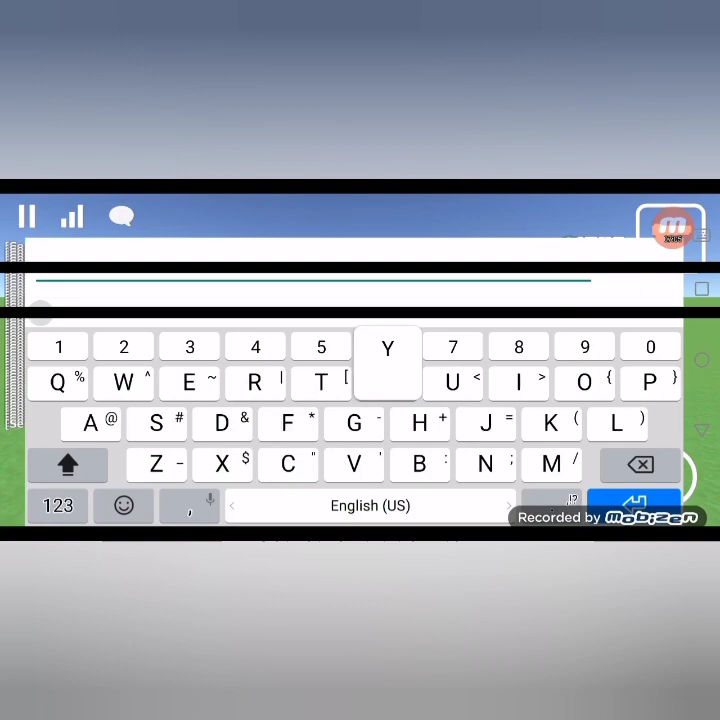 1 2 3 4 5 Y 7 8 9 0
Q % W ^ E ~ R | T [ U < I > O { P }
A @ S # D & F * G - H + J = K ( L )
Z _ X $ C " V ' B : N ; M /
123 , < English (US) > . !?
Recorded by mobizen